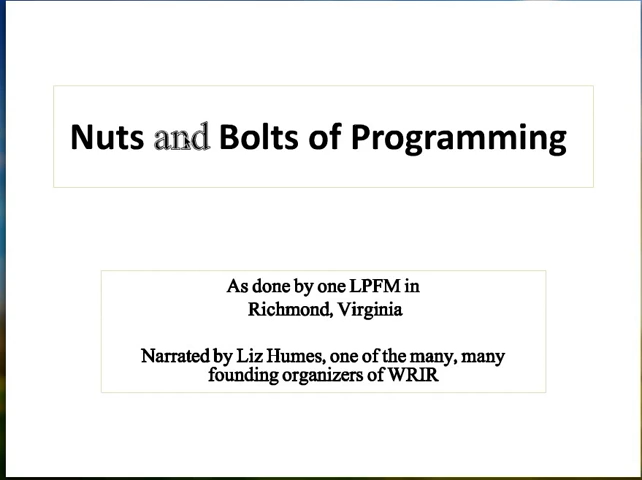 Nuts and Bolts of Programming
As done by one LPFM in
Richmond, Virginia
Narrated by Liz Humes, one of the many, many
founding organizers of WRIR